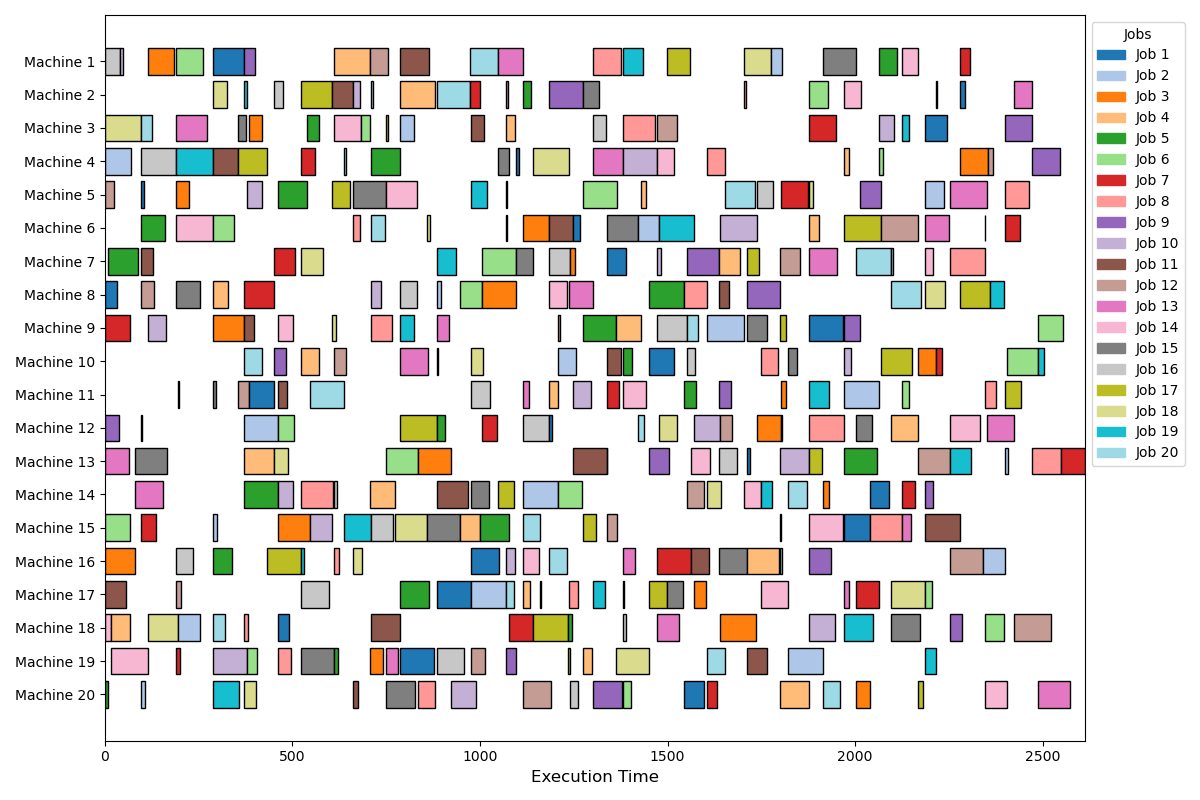 Machine 1
Machine 2
Machine 3
Machine 4
Machine 5
Machine 6
Machine 7
Machine 8
Machine 9
Machine 10
Machine 11
Machine 12
Machine 13
Machine 14
Machine 15
Machine 16
Machine 17
Machine 18
Machine 19
Machine 20
0 500 1000 1500 2000 2500
Execution Time
Jobs
Job 1
Job 2
Job 3
Job 4
Job 5
Job 6
Job 7
Job 8
Job 9
Job 10
Job 11
Job 12
Job 13
Job 14
Job 15
Job 16
Job 17
Job 18
Job 19
Job 20